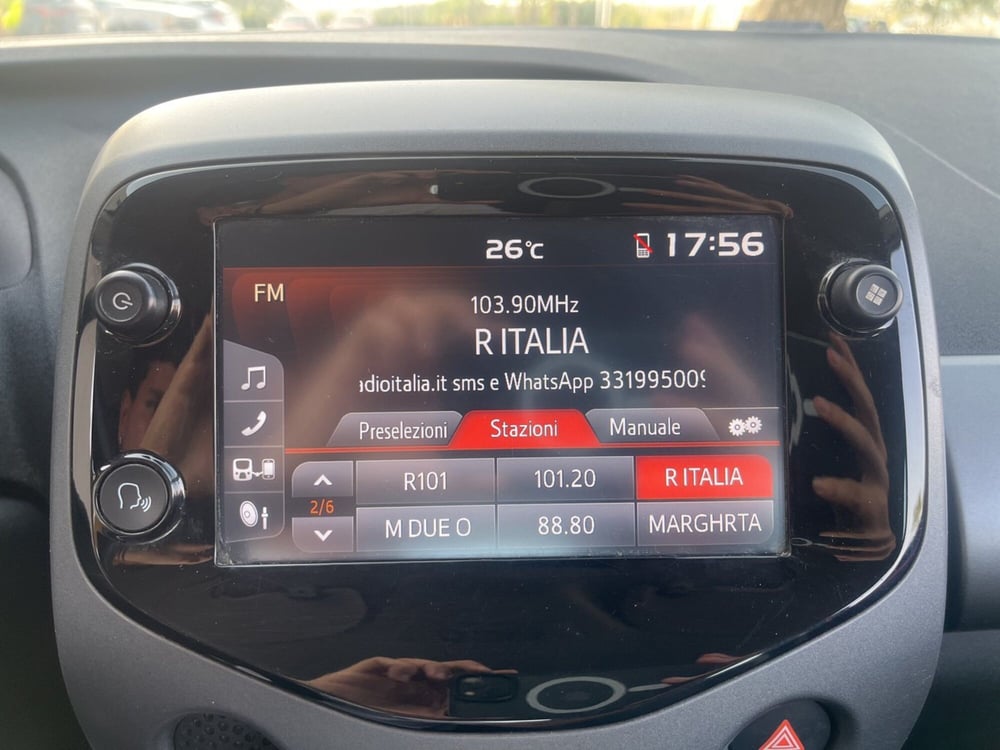 26°C 17:56
FM
103.90MHz
R ITALIA
adioitalia.it sms e WhatsApp 331995009
Preselezioni Stazioni Manuale
R101 101.20 R ITALIA
2/6
M DUE O 88.80 MARGHRTA